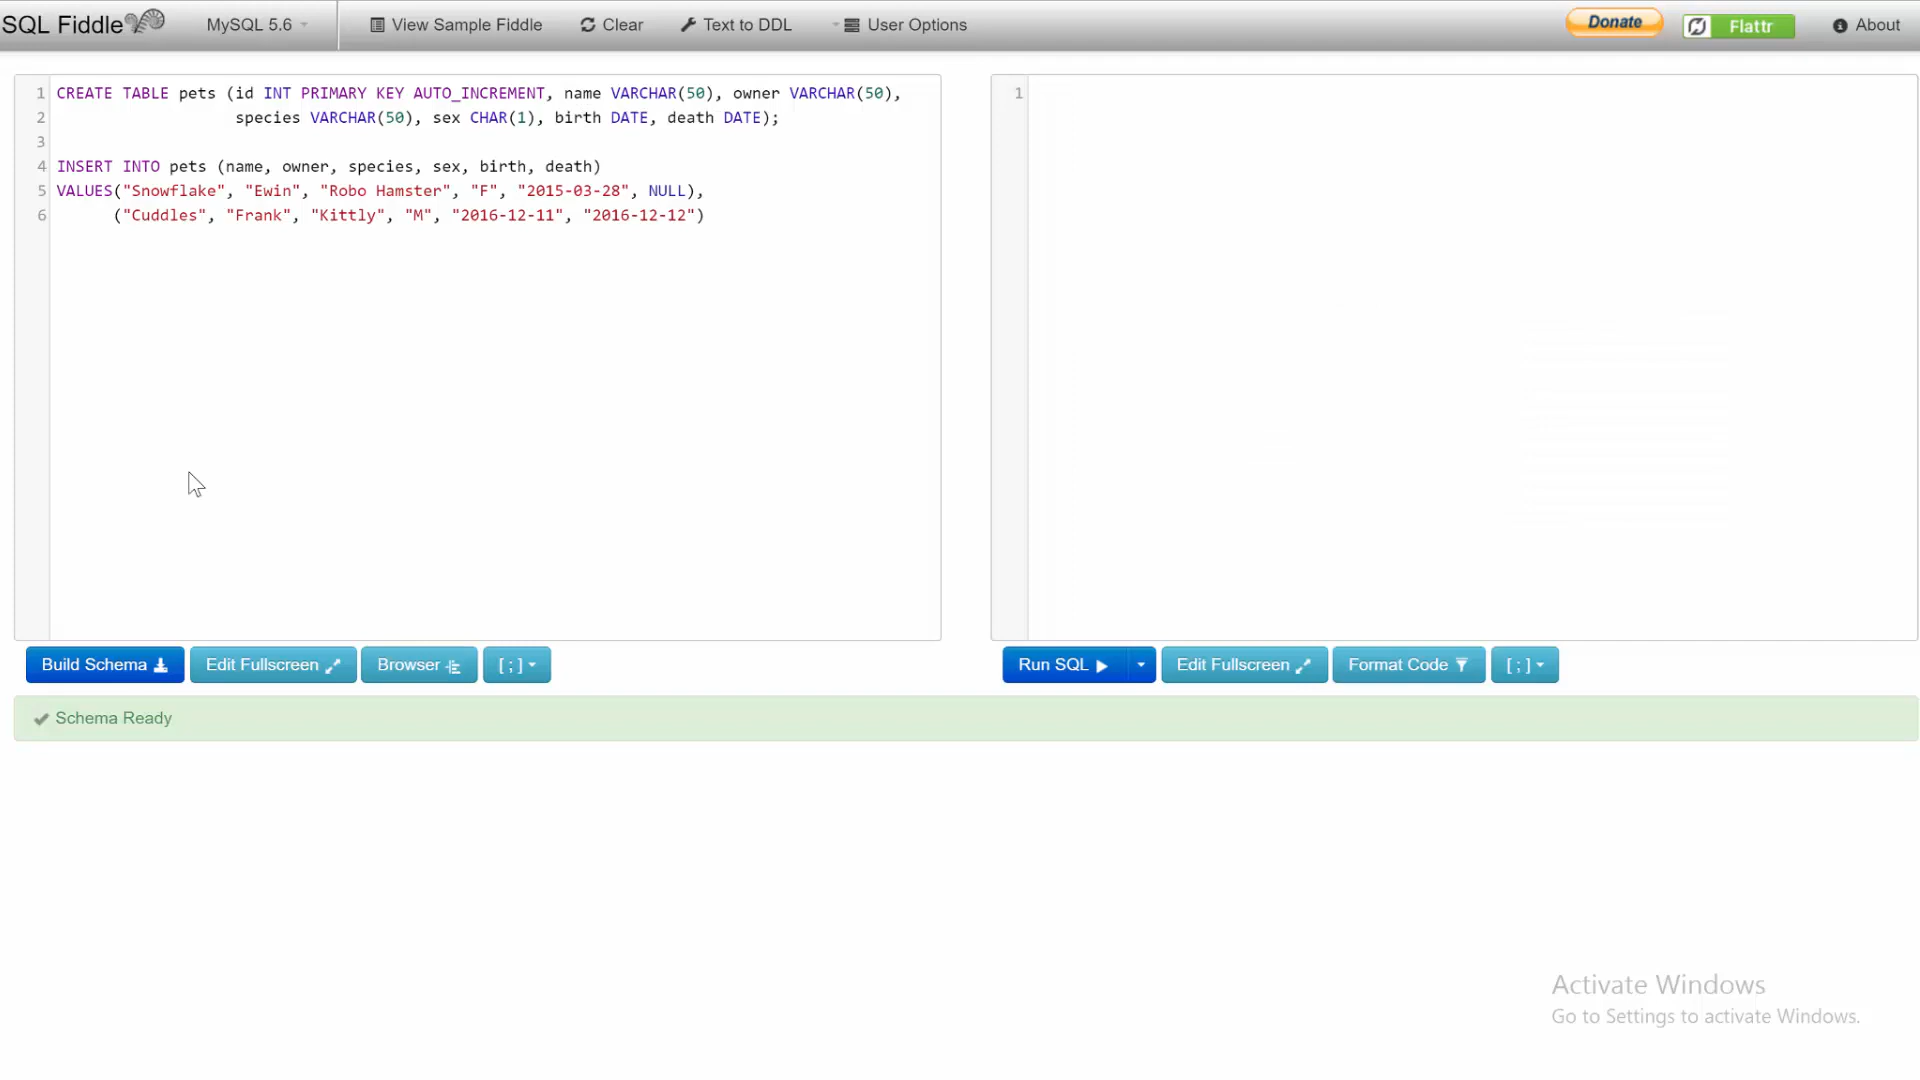 SQL Fiddle MySQL 5.6 View Sample Fiddle Clear Text to DDL User Options Donate Flattr About
1 CREATE TABLE pets (id INT PRIMARY KEY AUTO_INCREMENT, name VARCHAR(50), owner VARCHAR(50),
2 species VARCHAR(50), sex CHAR(1), birth DATE, death DATE);
3
4 INSERT INTO pets (name, owner, species, sex, birth, death)
5 VALUES("Snowflake", "Ewin", "Robo Hamster", "F", "2015-03-28", NULL),
6 ("Cuddles", "Frank", "Kittly", "M", "2016-12-11", "2016-12-12")
1
Build Schema Edit Fullscreen Browser [ ; ]
Run SQL Edit Fullscreen Format Code [ ; ]
Schema Ready
Activate Windows
Go to Settings to activate Windows.